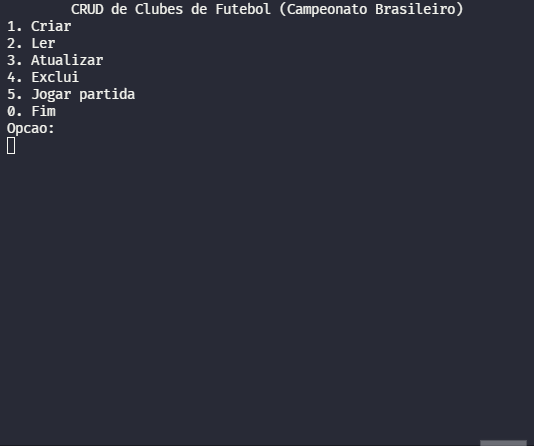 CRUD de Clubes de Futebol (Campeonato Brasileiro)
1. Criar
2. Ler
3. Atualizar
4. Exclui
5. Jogar partida
0. Fim
Opcao: